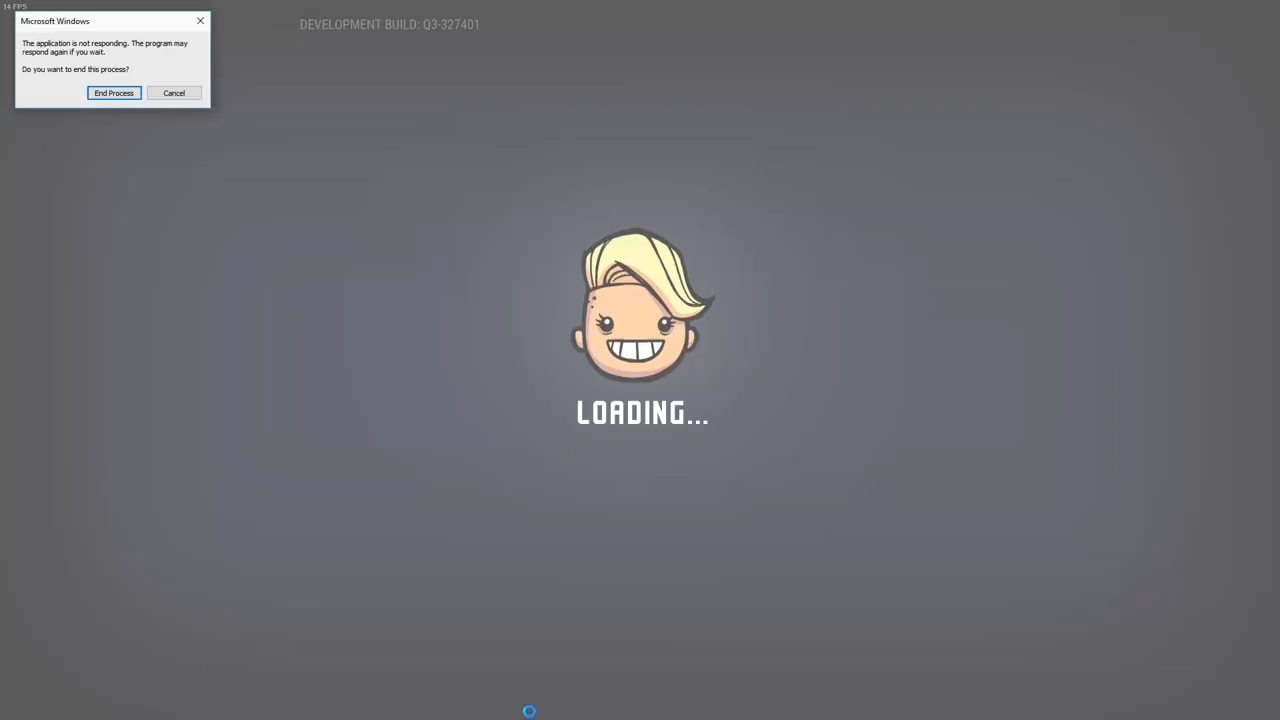 14 FPS
Microsoft Windows
The application is not responding. The program may
respond again if you wait.
Do you want to end this process?
End Process
Cancel
DEVELOPMENT BUILD: Q3-327401
LOADING...